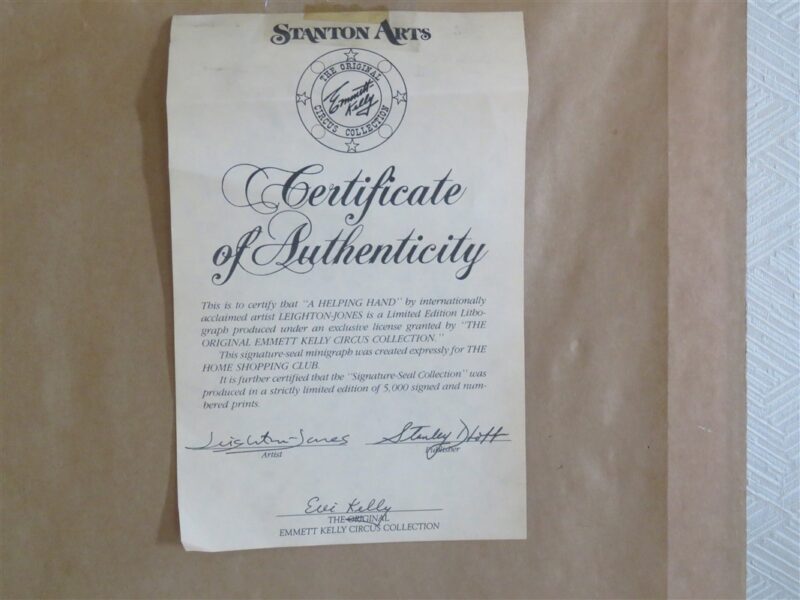 STANTON ARTS
THE ORIGINAL
Emmett
Kelly
CIRCUS COLLECTION
Certificate
of Authenticity
This is to certify that "A HELPING HAND" by internationally
acclaimed artist LEIGHTON-JONES is a Limited Edition Litho-
graph produced under an exclusive license granted by "THE
ORIGINAL EMMETT KELLY CIRCUS COLLECTION."
This signature-seal minigraph was created expressly for THE
HOME SHOPPING CLUB.
It is further certified that the "Signature-Seal Collection" was
produced in a strictly limited edition of 5,000 signed and num-
bered prints.
Leighton-Jones Stanley
Artist Publisher
Evi Kelly
THE ORIGINAL
EMMETT KELLY CIRCUS COLLECTION